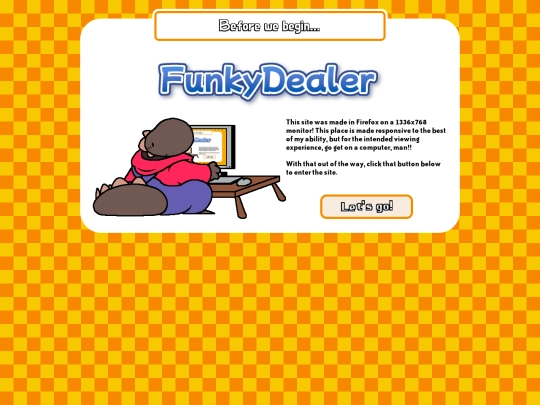 Before we begin...
FunkyDealer
This site was made in Firefox on a 1336x768
monitor! This place is made responsive to the best
of my ability, but for the intended viewing
experience, go get on a computer, man!!
With that out of the way, click that button below
to enter the site.
Let's go!